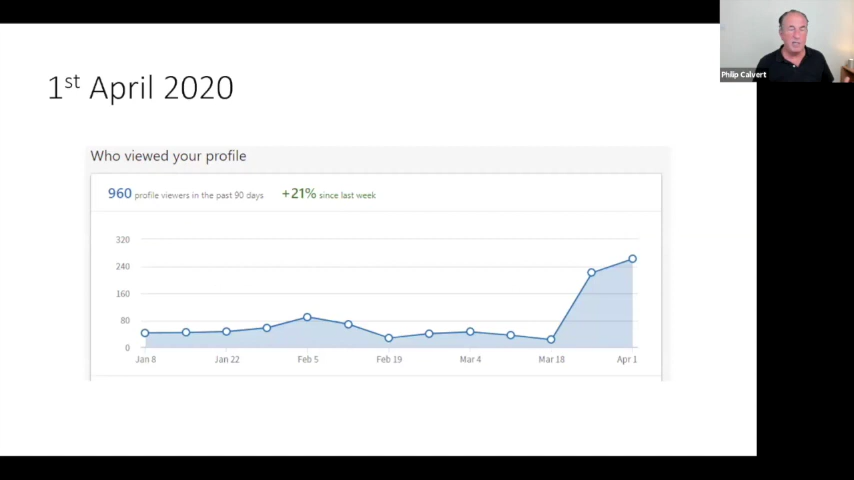 Philip Calvert
1st April 2020
Who viewed your profile
960 profile viewers in the past 90 days +21% since last week
320
240
160
80
0
Jan 8 Jan 22 Feb 5 Feb 19 Mar 4 Mar 18 Apr 1